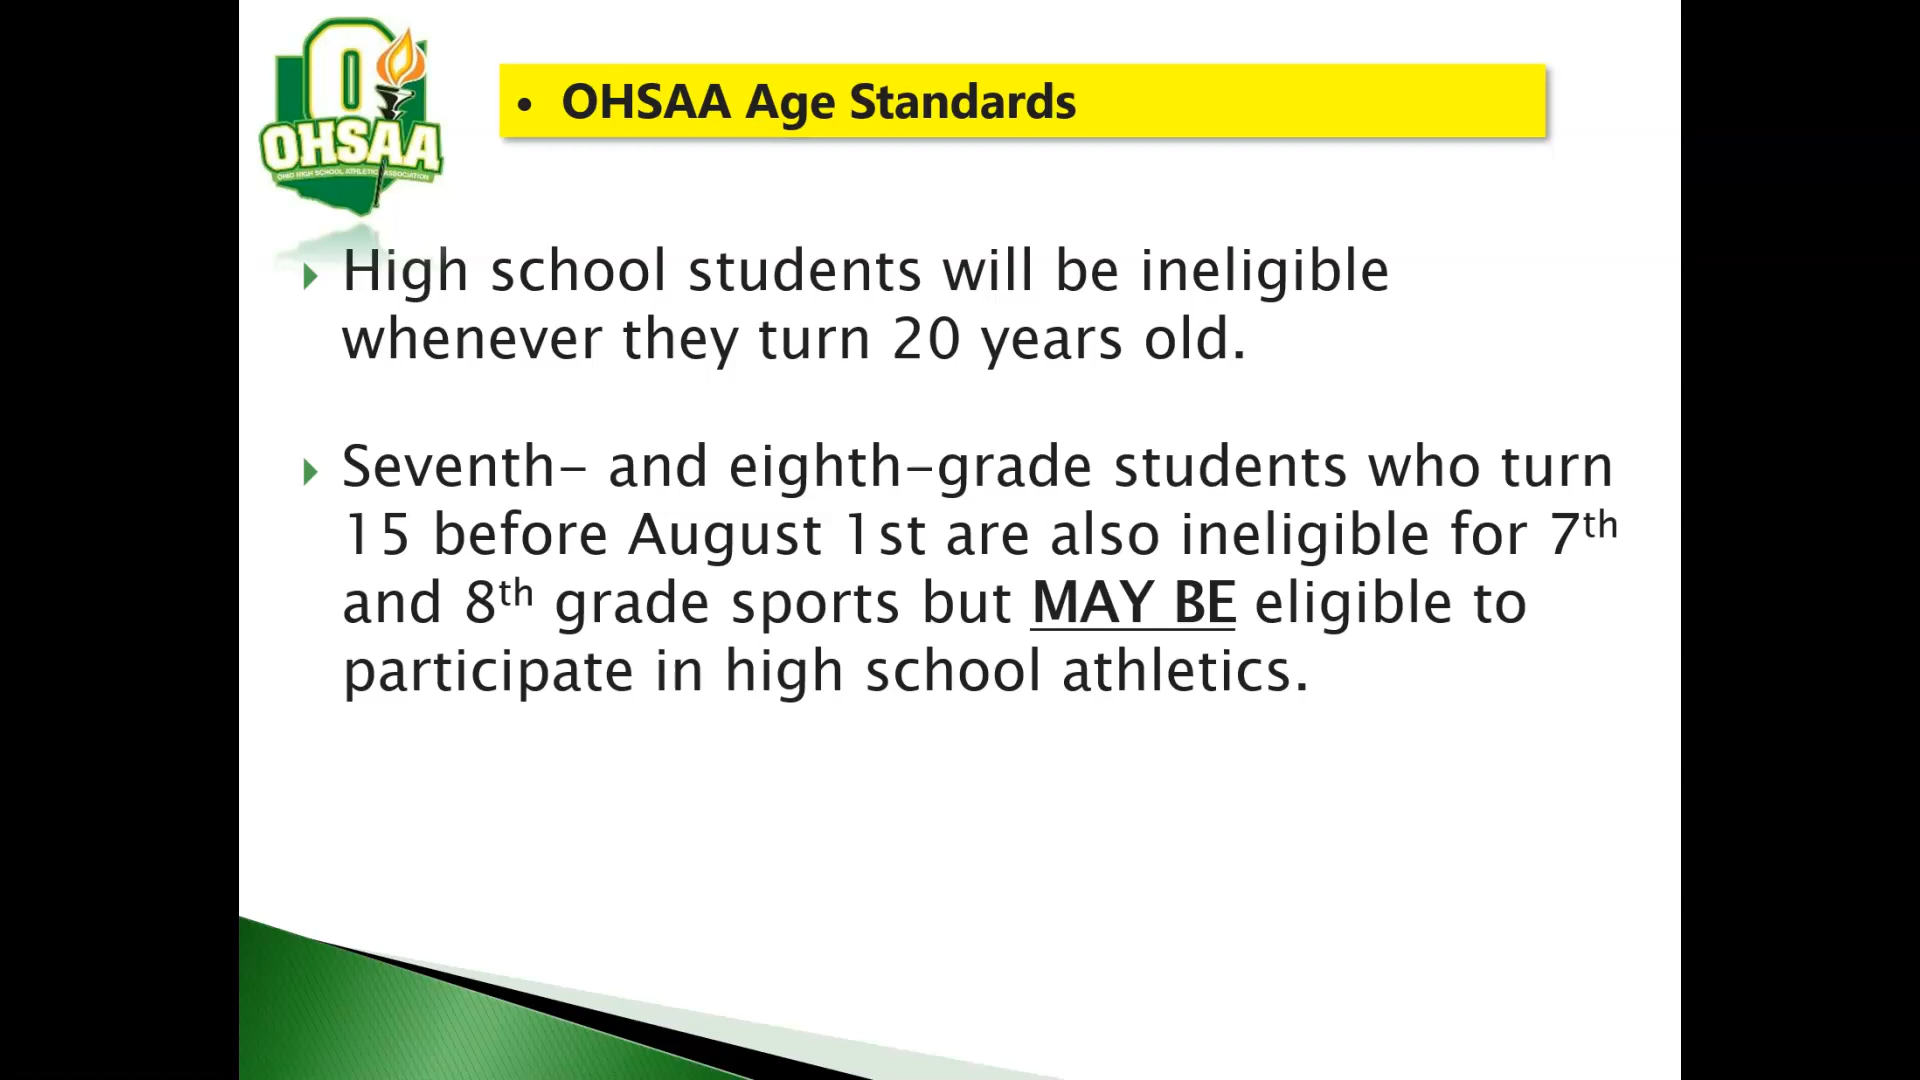 O
OHSAA
OHIO HIGH SCHOOL ATHLETIC ASSOCIATION
• OHSAA Age Standards
High school students will be ineligible
whenever they turn 20 years old.
Seventh- and eighth-grade students who turn
15 before August 1st are also ineligible for 7th
and 8th grade sports but MAY BE eligible to
participate in high school athletics.